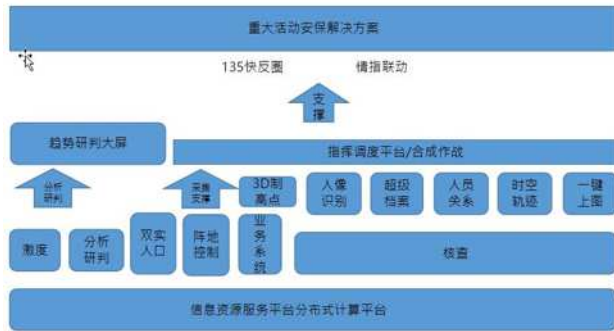 重大活动安保解决方案
135快反圈 情指联动
支
撑
趋势研判大屏
指挥调度平台/合成作战
分析
研判
采集
支撑
3D制
高点
人像
识别
超级
档案
人员
关系
时空
轨迹
一键
上图
激度
分析
研判
双实
人口
阵地
控制
业务
系统
核查
信息资源服务平台分布式计算平台